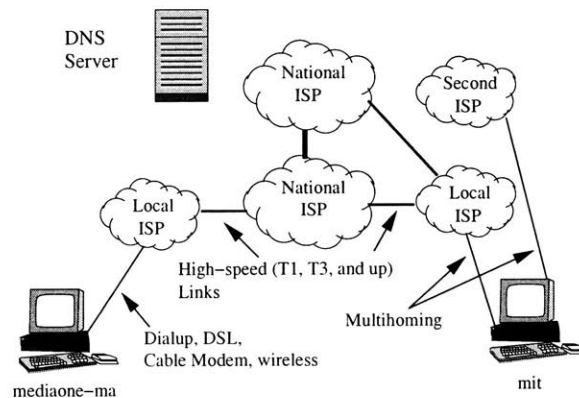 DNS
Server
National
ISP
Second
ISP
National
ISP
Local
ISP
Local
ISP
High-speed (T1, T3, and up)
Links
Multihoming
Dialup, DSL,
Cable Modem, wireless
mediaone-ma
mit